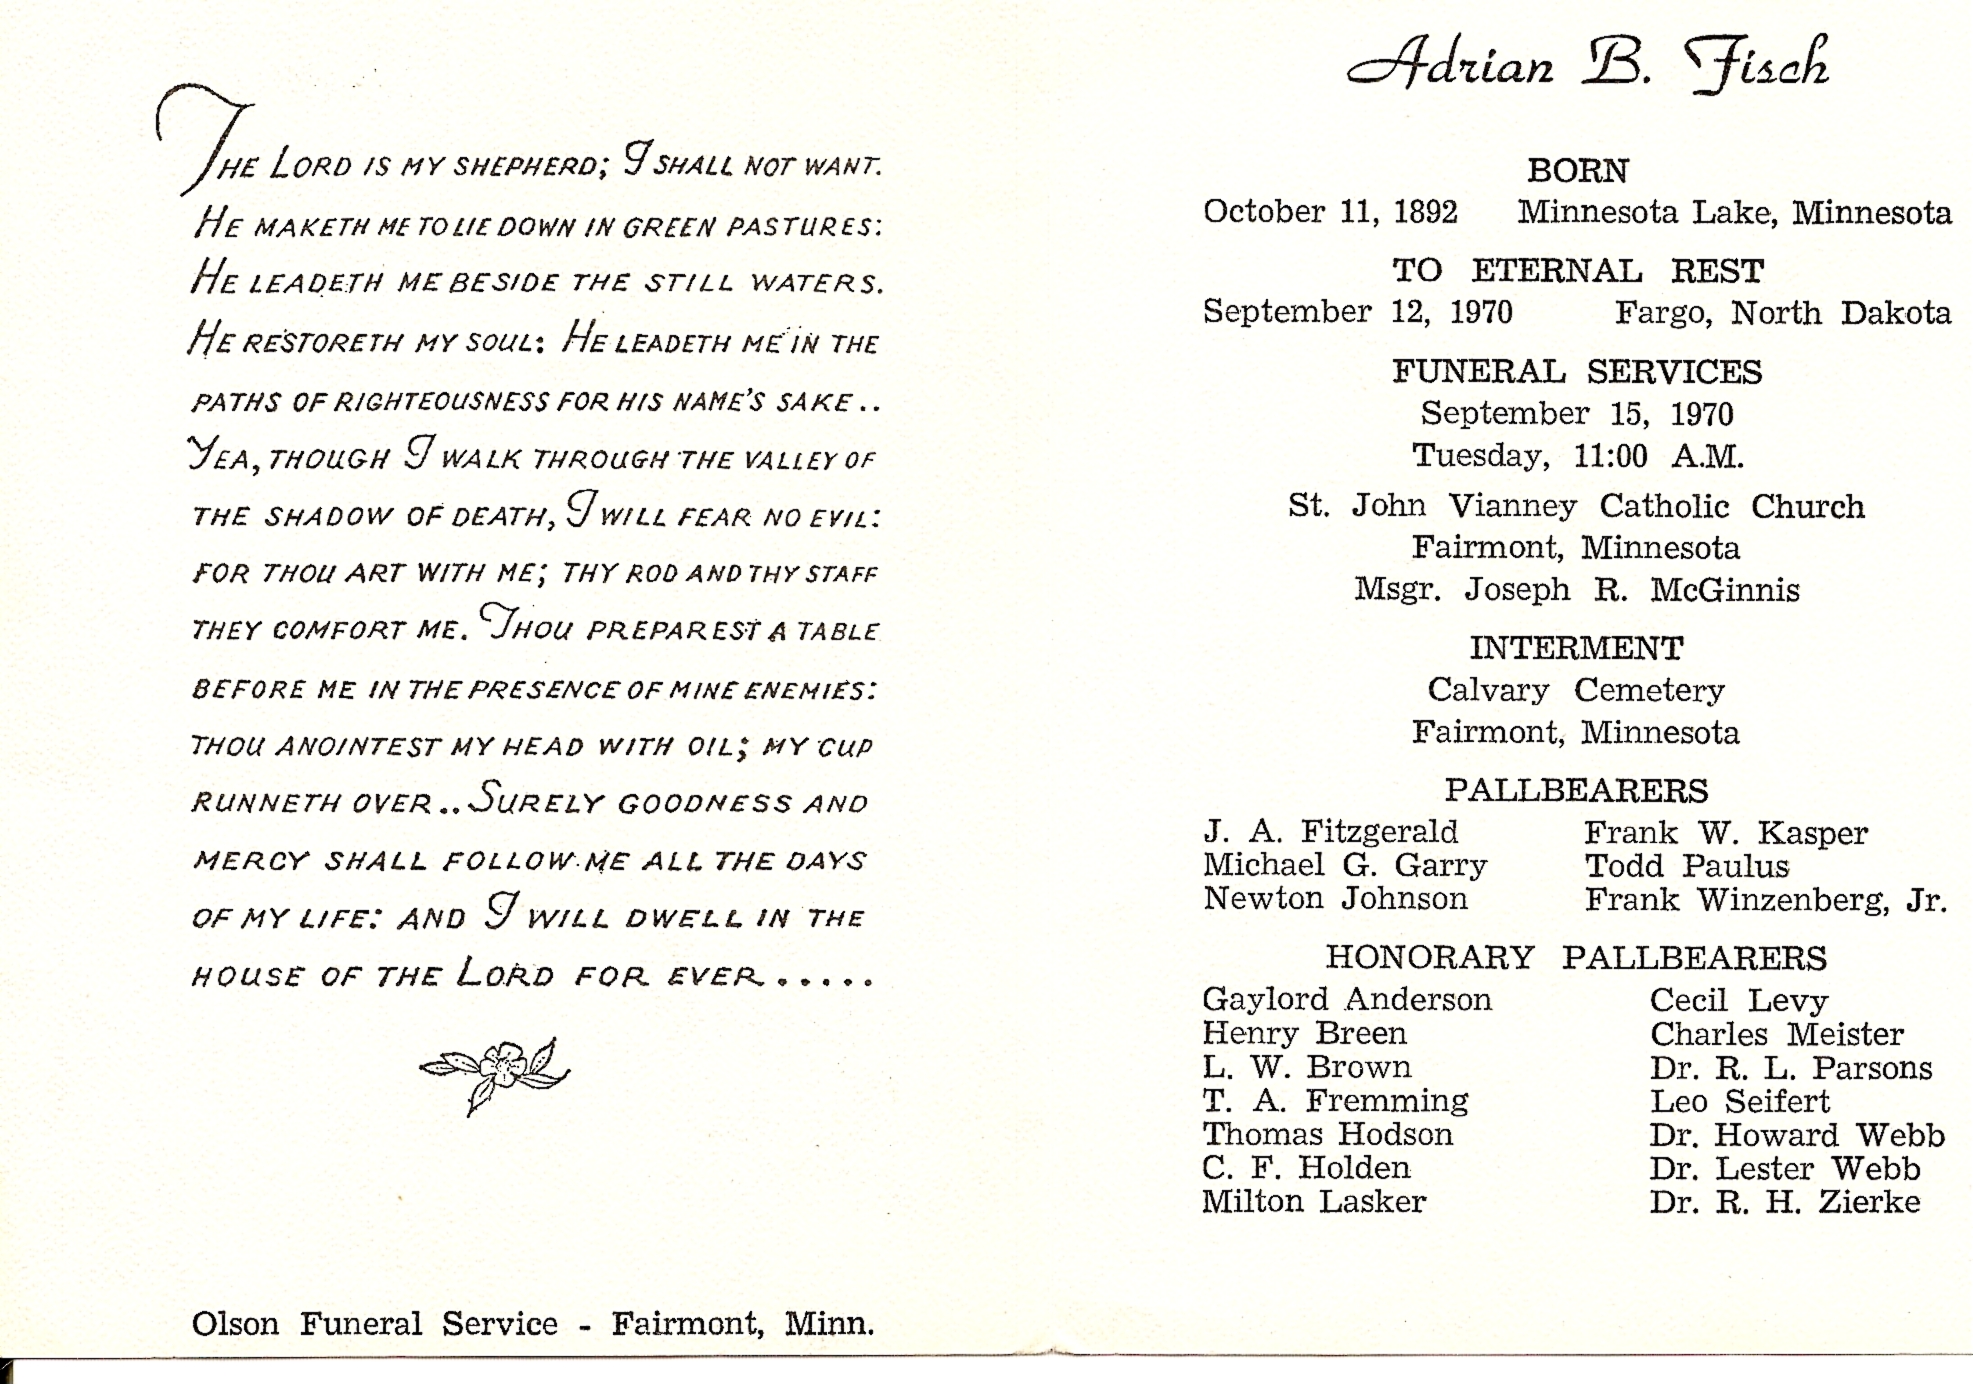 The Lord is my shepherd; I shall not want.
He maketh me to lie down in green pastures:
He leadeth me beside the still waters.
He restoreth my soul: He leadeth me in the
paths of righteousness for his name's sake..
Yea, though I walk through the valley of
the shadow of death, I will fear no evil:
for thou art with me; thy rod and thy staff
they comfort me. Thou preparest a table
before me in the presence of mine enemies:
thou anointest my head with oil; my cup
runneth over.. Surely goodness and
mercy shall follow me all the days
of my life: and I will dwell in the
house of the Lord for ever.....
Olson Funeral Service - Fairmont, Minn.
Adrian B. Fisch
BORN
October 11, 1892 Minnesota Lake, Minnesota
TO ETERNAL REST
September 12, 1970 Fargo, North Dakota
FUNERAL SERVICES
September 15, 1970
Tuesday, 11:00 A.M.
St. John Vianney Catholic Church
Fairmont, Minnesota
Msgr. Joseph R. McGinnis
INTERMENT
Calvary Cemetery
Fairmont, Minnesota
PALLBEARERS
J. A. Fitzgerald Frank W. Kasper
Michael G. Garry Todd Paulus
Newton Johnson Frank Winzenberg, Jr.
HONORARY PALLBEARERS
Gaylord Anderson Cecil Levy
Henry Breen Charles Meister
L. W. Brown Dr. R. L. Parsons
T. A. Fremming Leo Seifert
Thomas Hodson Dr. Howard Webb
C. F. Holden Dr. Lester Webb
Milton Lasker Dr. R. H. Zierke